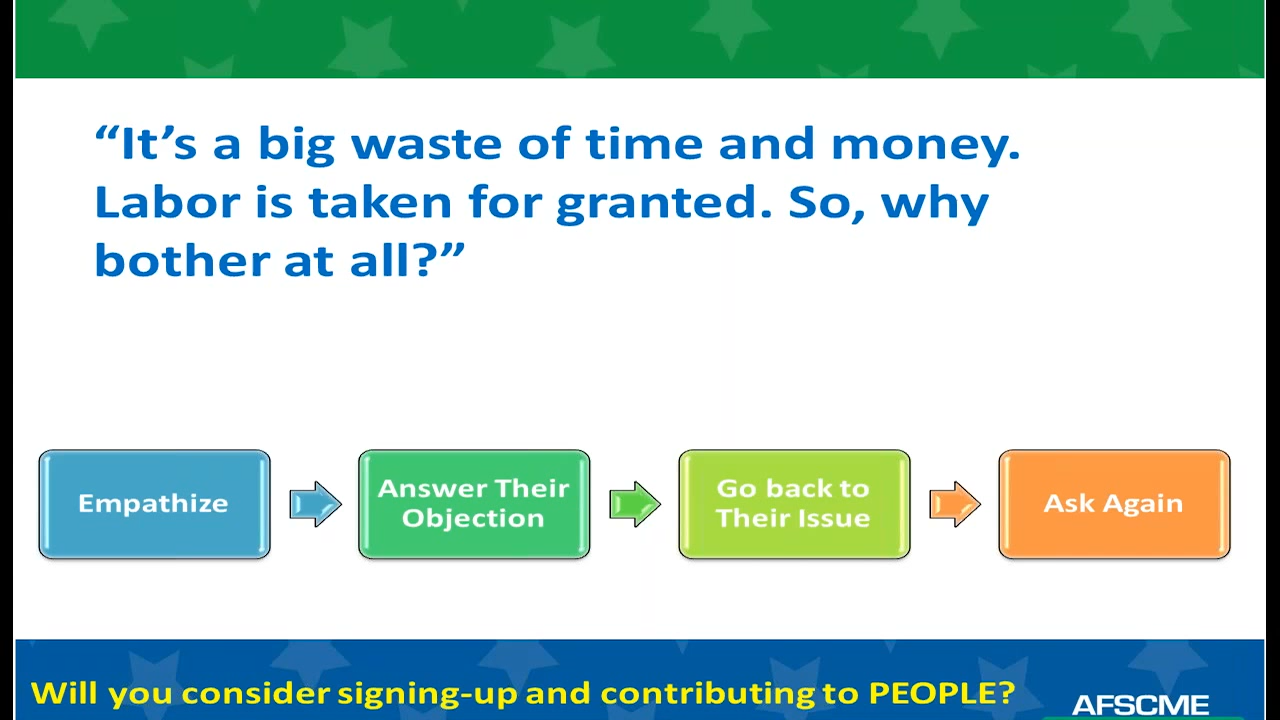 “It’s a big waste of time and money.
Labor is taken for granted. So, why
bother at all?”
Empathize
Answer Their
Objection
Go back to
Their Issue
Ask Again
Will you consider signing-up and contributing to PEOPLE?
AFSCME